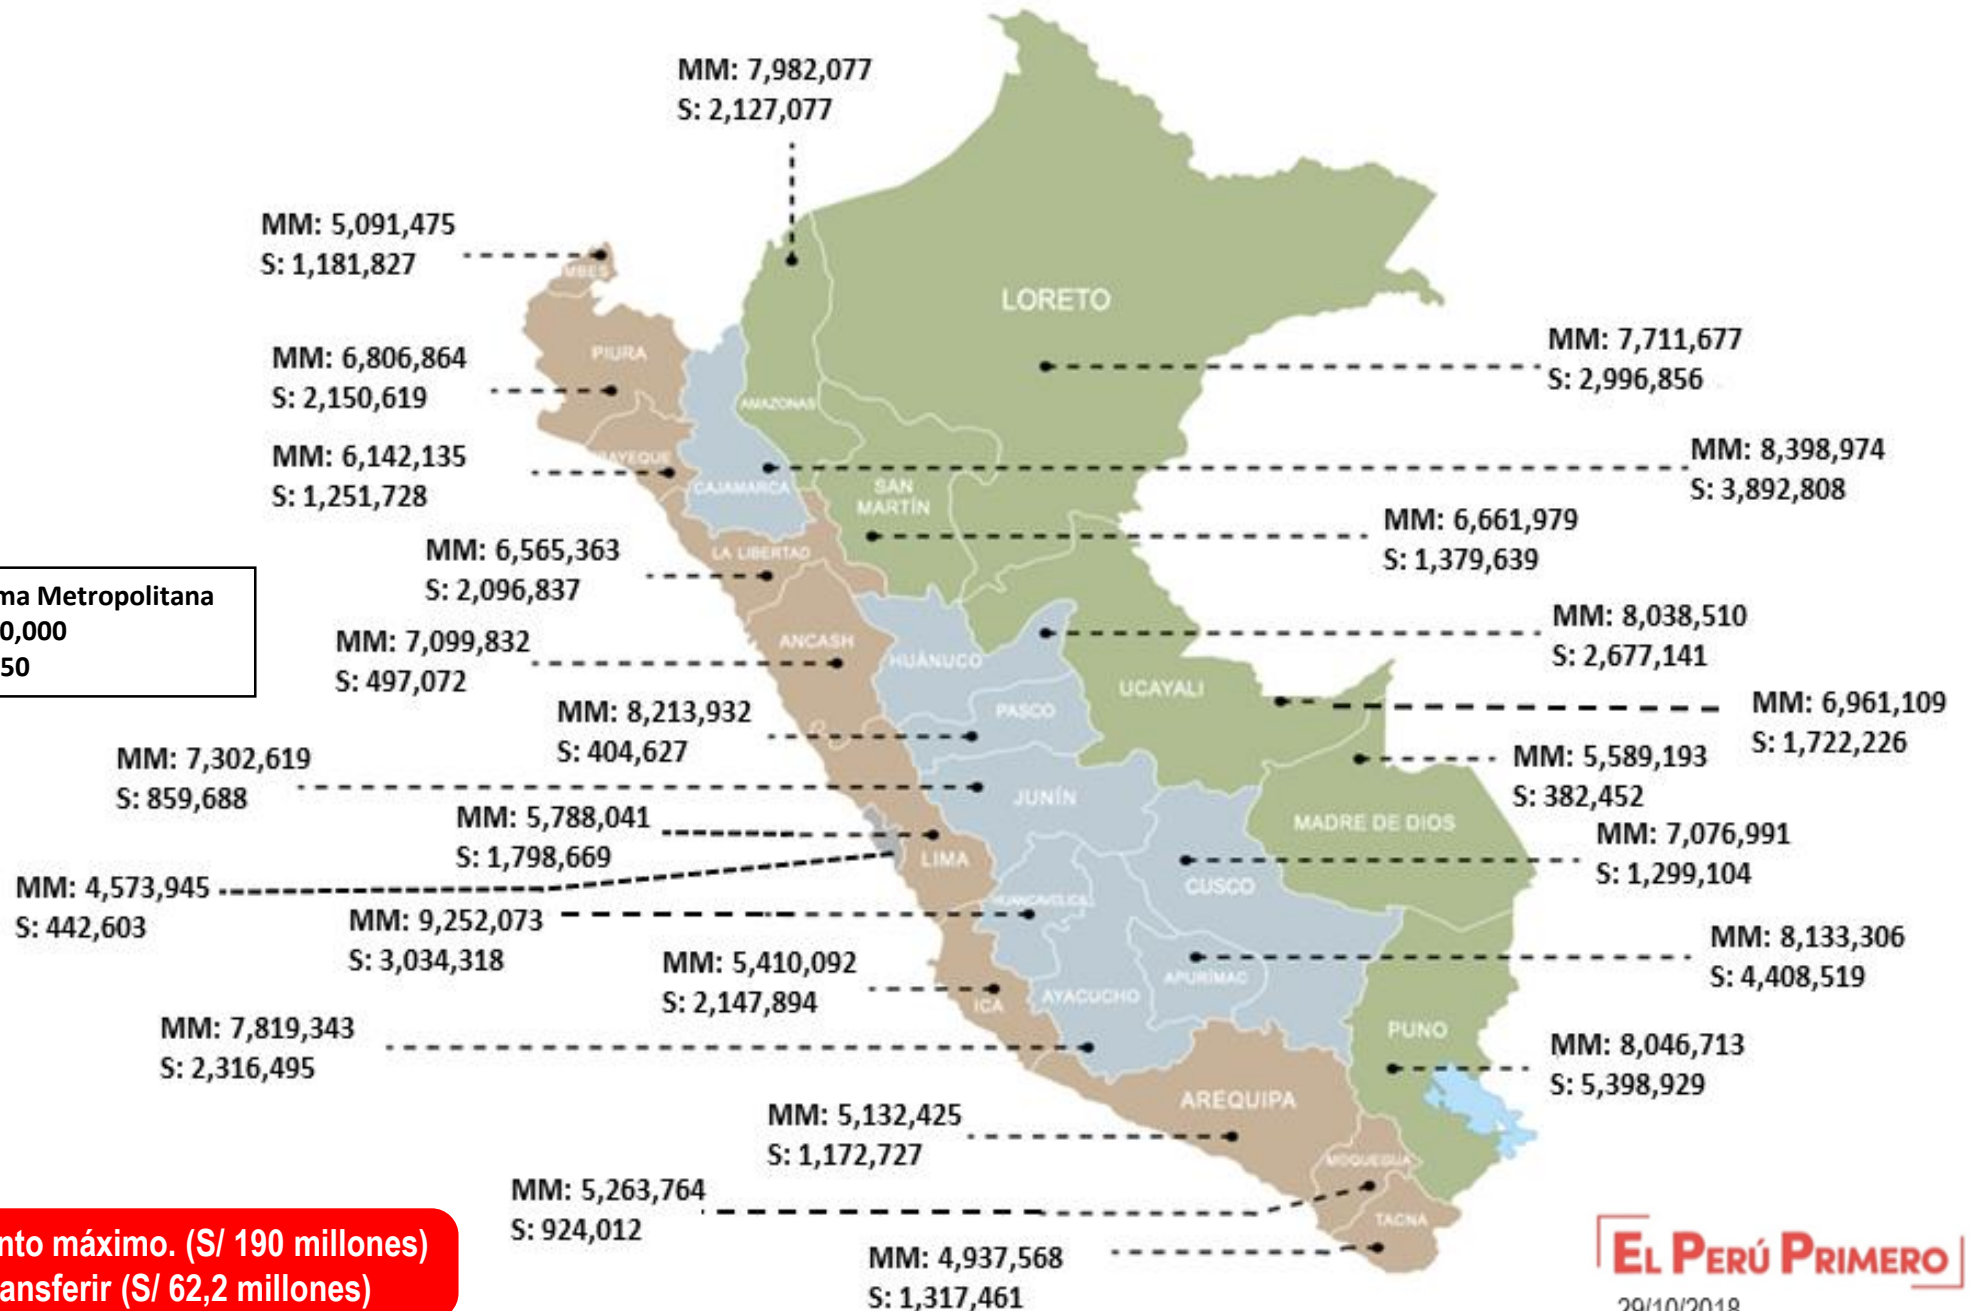 MM: 7,982,077
S: 2,127,077
MM: 5,091,475
S: 1,181,827
MBES
LORETO
MM: 6,806,864
S: 2,150,619
PIURA
MM: 7,711,677
S: 2,996,856
AMAZONAS
MM: 6,142,135
S: 1,251,728
AYEQUE
CAJAMARCA
SAN
MARTÍN
MM: 8,398,974
S: 3,892,808
MM: 6,661,979
S: 1,379,639
MM: 6,565,363
S: 2,096,837
LA LIBERTAD
ma Metropolitana
0,000
50
MM: 7,099,832
S: 497,072
ANCASH
HUÁNUCO
MM: 8,038,510
S: 2,677,141
UCAYALI
PASCO
MM: 8,213,932
S: 404,627
MM: 6,961,109
S: 1,722,226
MM: 7,302,619
S: 859,688
JUNÍN
MM: 5,589,193
S: 382,452
MADRE DE DIOS
MM: 5,788,041
S: 1,798,669
LIMA
MM: 7,076,991
S: 1,299,104
CUSCO
MM: 4,573,945
S: 442,603
HUANCAVELICA
MM: 9,252,073
S: 3,034,318
MM: 8,133,306
S: 4,408,519
MM: 5,410,092
S: 2,147,894
ICA
AYACUCHO
APURÍMAC
MM: 7,819,343
S: 2,316,495
PUNO
MM: 8,046,713
S: 5,398,929
AREQUIPA
MM: 5,132,425
S: 1,172,727
MOQUEGUA
MM: 5,263,764
S: 924,012
TACNA
MM: 4,937,568
S: 1,317,461
nto máximo. (S/ 190 millones)
ansferir (S/ 62,2 millones)
EL PERÚ PRIMERO
29/10/2018